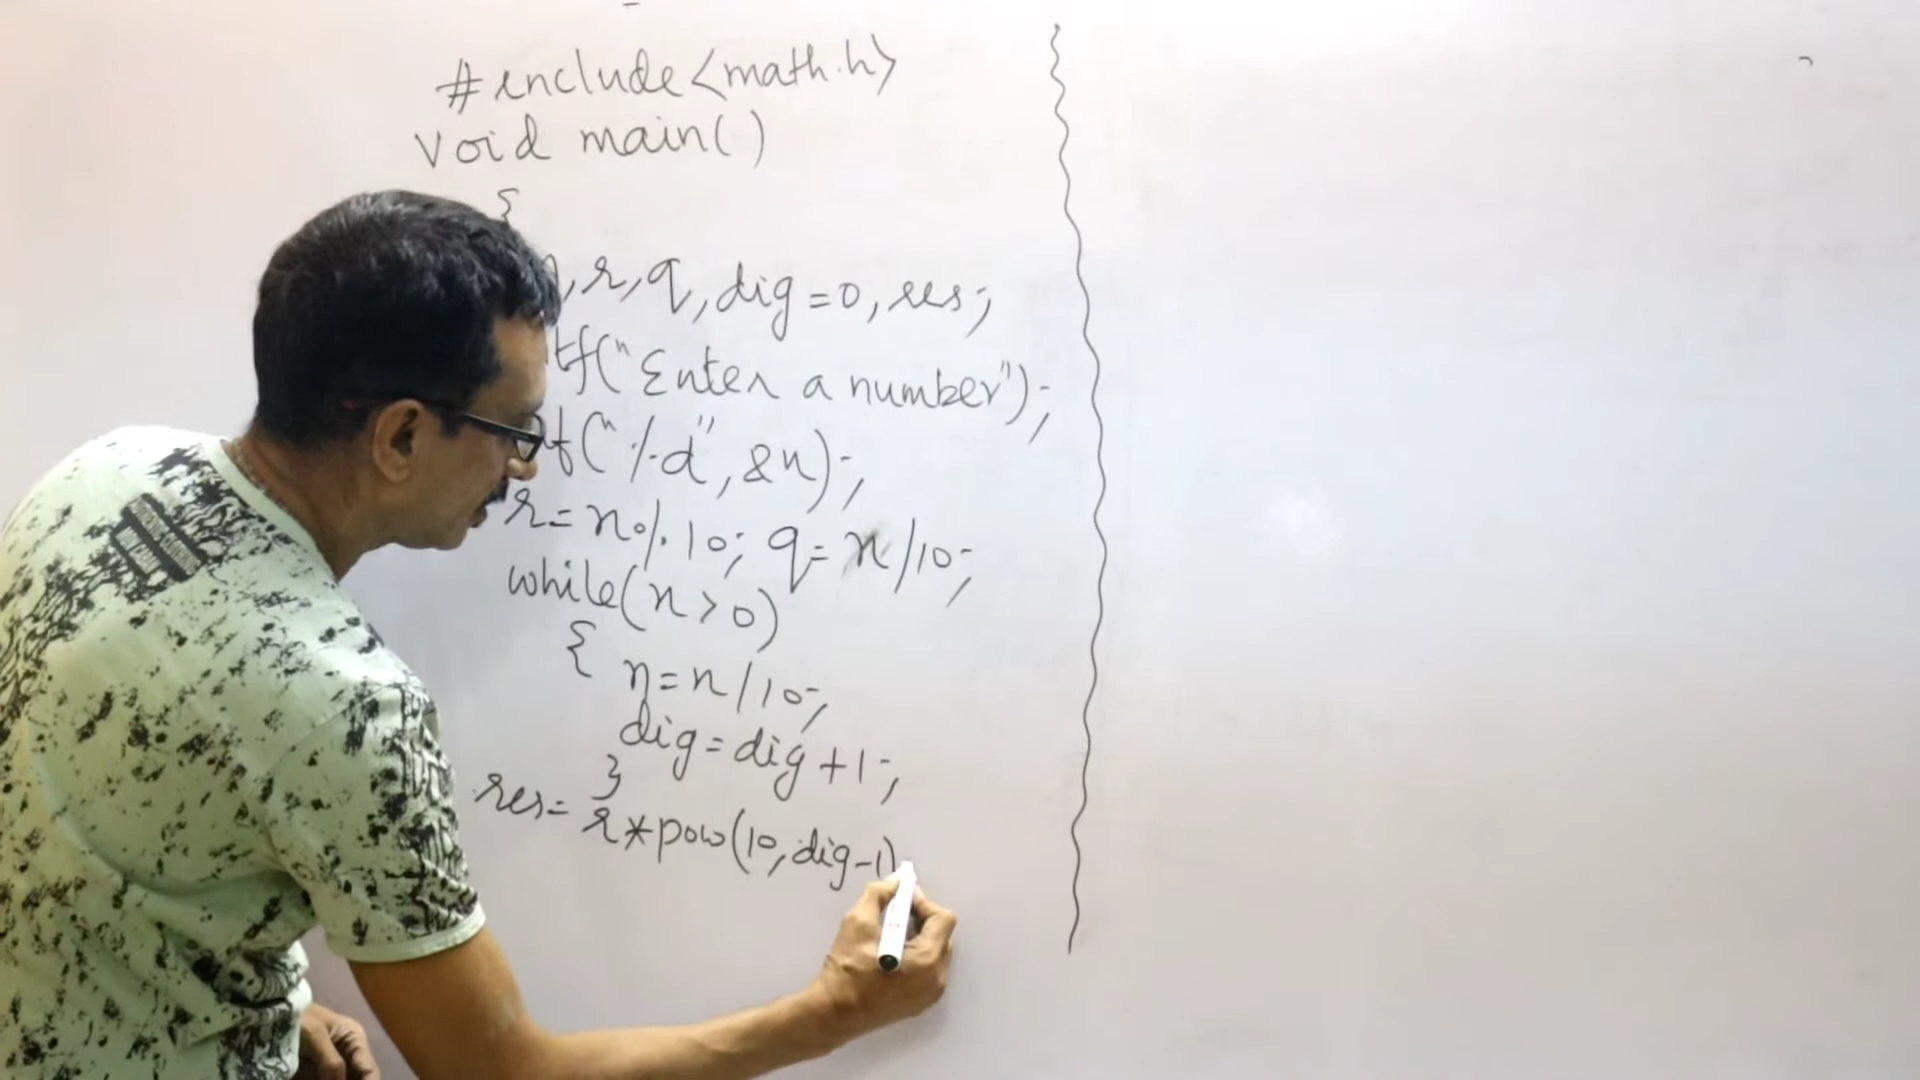 #include<math.h>
void main()
{
,r,q,dig=0,res;
tf("Enter a number");
nf("%d",&n);
r=n%10; q=n/10;
while(n>0)
{ n=n/10;
dig=dig+1;
}
res= r*pow(10,dig-1)